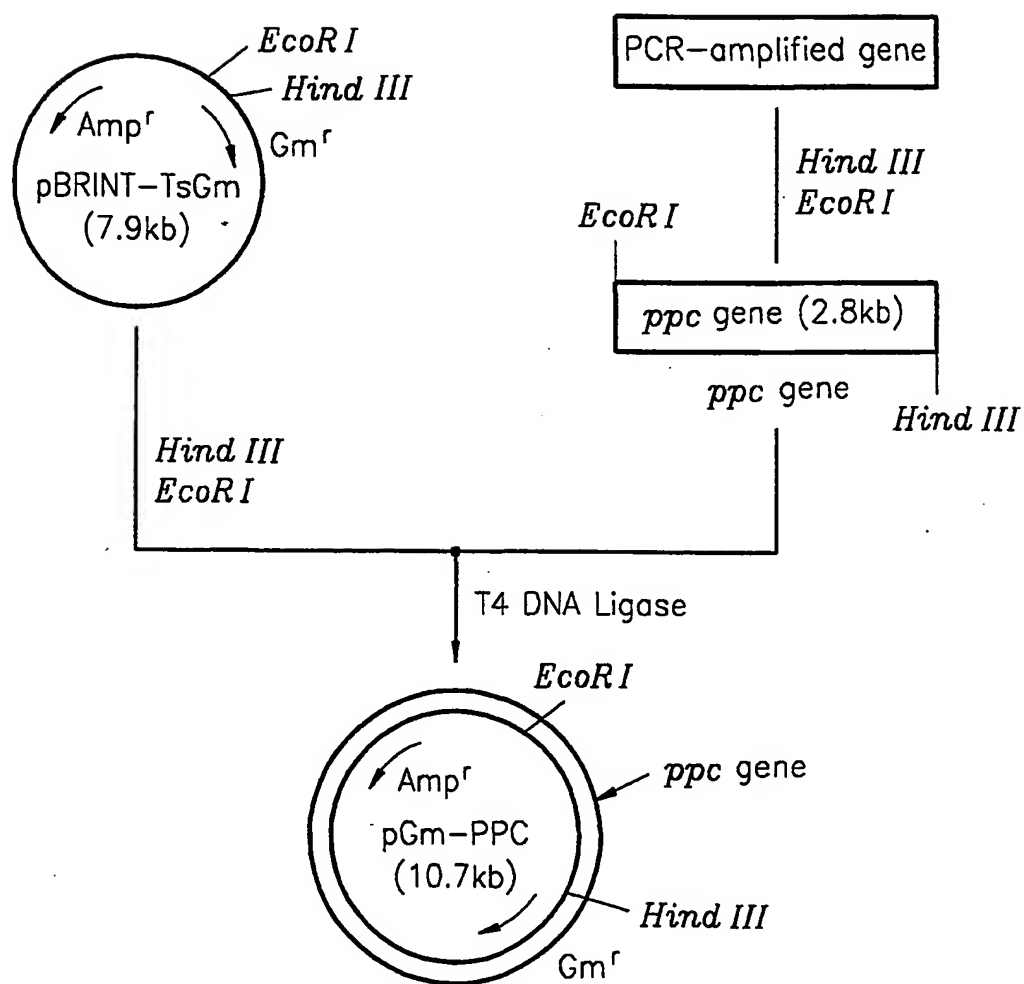 EcoR I
Hind III
Amp^r
Gm^r
pBRINT-TsGm
(7.9kb)
Hind III
EcoR I
PCR-amplified gene
Hind III
EcoR I
EcoR I
ppc gene (2.8kb)
ppc gene
Hind III
T4 DNA Ligase
EcoR I
Amp^r
ppc gene
pGm-PPC
(10.7kb)
Hind III
Gm^r